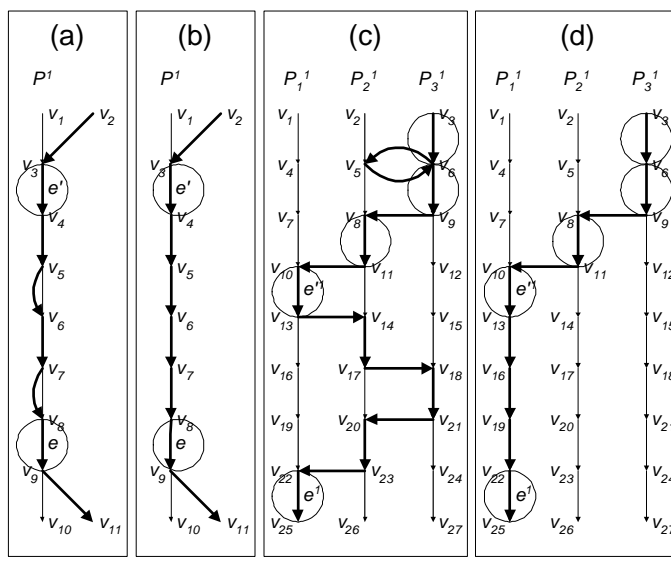 (a) (b) (c) (d)
P¹ P¹ P₁¹ P₂¹ P₃¹ P₁¹ P₂¹ P₃¹
v₁ v₂ v₁ v₂ v₁ v₂ v₃ v₁ v₂ v₃
v₃ v₃ v₄ v₅ v₆ v₄ v₅ v₆
e' e'
v₄ v₄ v₇ v₈ v₉ v₇ v₈ v₉
v₅ v₅ v₁₀ v₁₁ v₁₂ v₁₀ v₁₁ v₁₂
e'¹ e'¹
v₆ v₆ v₁₃ v₁₄ v₁₅ v₁₃ v₁₄ v₁₅
v₇ v₇ v₁₆ v₁₇ v₁₈ v₁₆ v₁₇ v₁₈
v₈ v₈ v₁₉ v₂₀ v₂₁ v₁₉ v₂₀ v₂₁
e e
v₉ v₉ v₂₂ v₂₃ v₂₄ v₂₂ v₂₃ v₂₄
e¹ e¹
v₁₀ v₁₁ v₁₀ v₁₁ v₂₅ v₂₆ v₂₇ v₂₅ v₂₆ v₂₇